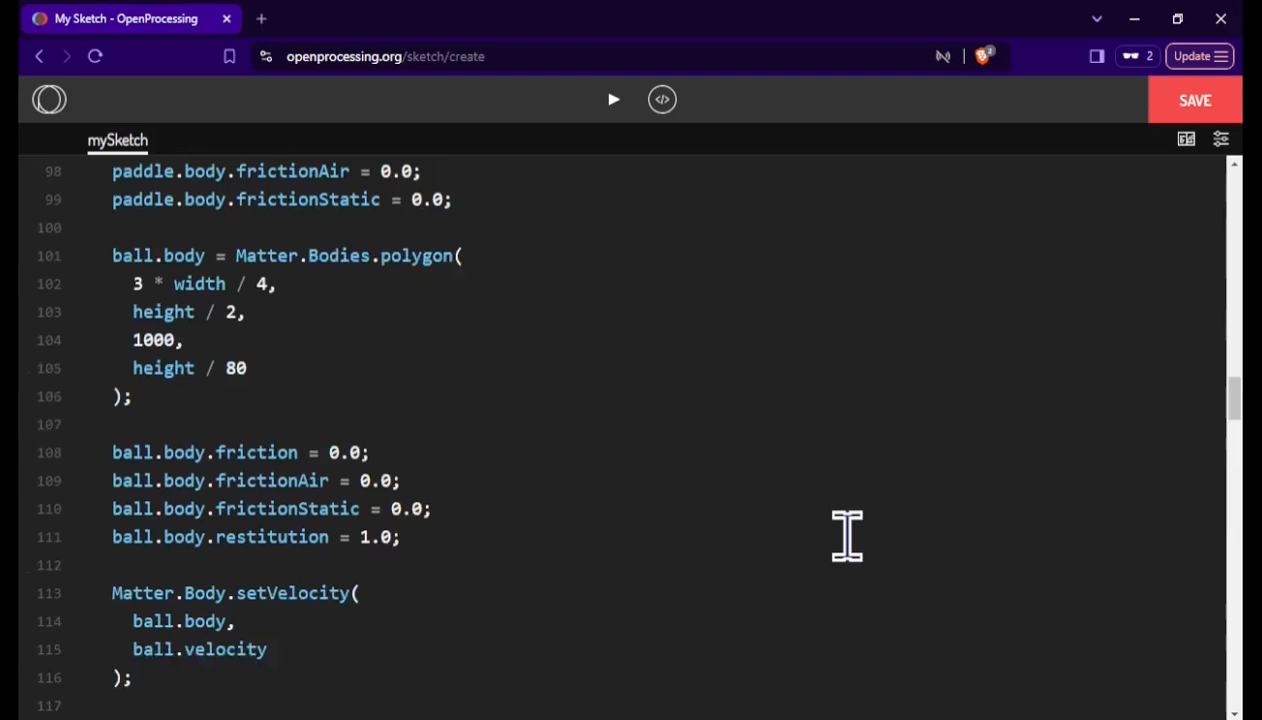 My Sketch - OpenProcessing
openprocessing.org/sketch/create
2
2
Update
</>
SAVE
mySketch
98 paddle.body.frictionAir = 0.0;
99 paddle.body.frictionStatic = 0.0;
100
101 ball.body = Matter.Bodies.polygon(
102 3 * width / 4,
103 height / 2,
104 1000,
105 height / 80
106 );
107
108 ball.body.friction = 0.0;
109 ball.body.frictionAir = 0.0;
110 ball.body.frictionStatic = 0.0;
111 ball.body.restitution = 1.0;
112
113 Matter.Body.setVelocity(
114 ball.body,
115 ball.velocity
116 );
117